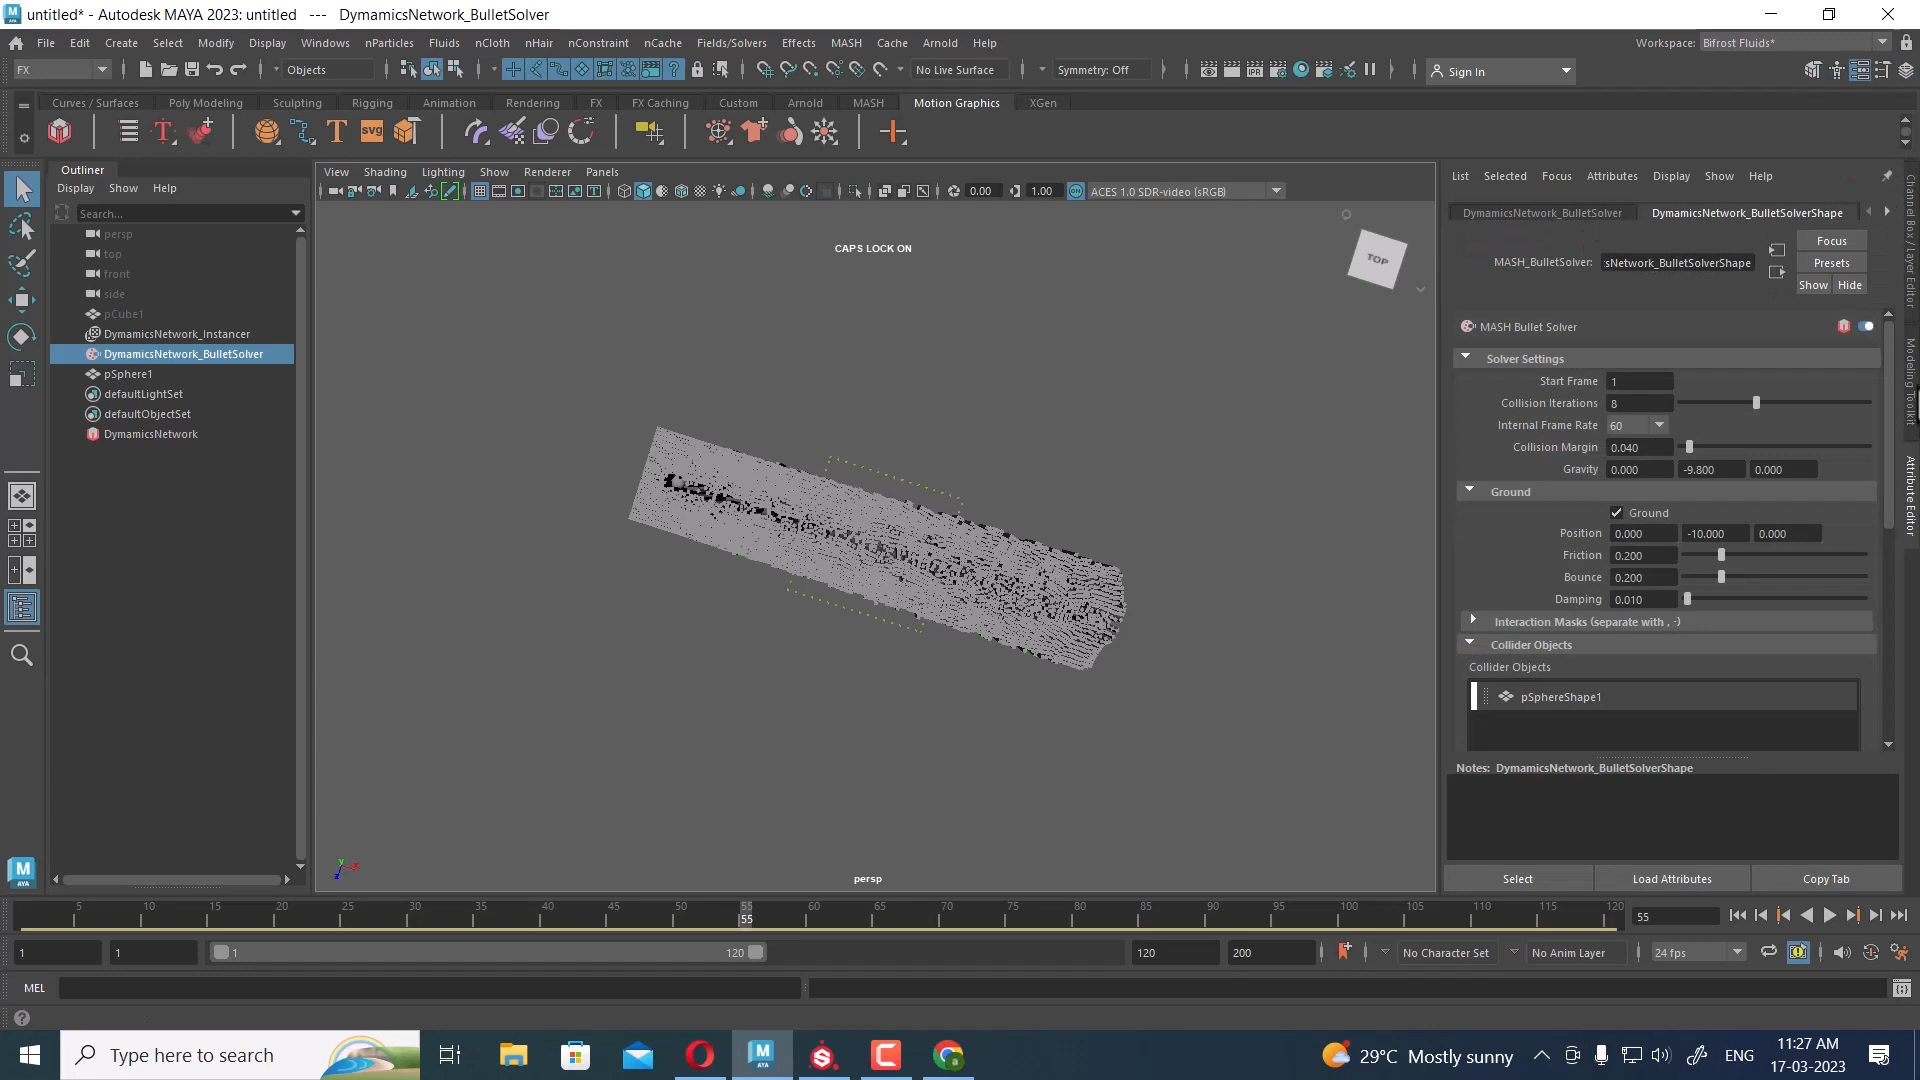 untitled* - Autodesk MAYA 2023: untitled --- DymamicsNetwork_BulletSolver
File Edit Create Select Modify Display Windows nParticles Fluids nCloth nHair nConstraint nCache Fields/Solvers Effects MASH Cache Arnold Help
Workspace: Bifrost Fluids*
FX Objects No Live Surface Symmetry: Off Sign In
Curves / Surfaces Poly Modeling Sculpting Rigging Animation Rendering FX FX Caching Custom Arnold MASH Motion Graphics XGen
T T svg
Outliner
Display Show Help
Search...
persp
top
front
side
pCube1
DymamicsNetwork_Instancer
DymamicsNetwork_BulletSolver
pSphere1
defaultLightSet
defaultObjectSet
DymamicsNetwork
View Shading Lighting Show Renderer Panels
0.00 1.00 ACES 1.0 SDR-video (sRGB)
CAPS LOCK ON
TOP
y x z
persp
List Selected Focus Attributes Display Show Help
DymamicsNetwork_BulletSolver DymamicsNetwork_BulletSolverShape
MASH_BulletSolver: sNetwork_BulletSolverShape
Focus
Presets
Show Hide
MASH Bullet Solver
Solver Settings
Start Frame 1
Collision Iterations 8
Internal Frame Rate 60
Collision Margin 0.040
Gravity 0.000 -9.800 0.000
Ground
Ground
Position 0.000 -10.000 0.000
Friction 0.200
Bounce 0.200
Damping 0.010
Interaction Masks (separate with , -)
Collider Objects
Collider Objects
pSphereShape1
Notes: DymamicsNetwork_BulletSolverShape
Select Load Attributes Copy Tab
Channel Box / Layer Editor
Modeling Toolkit
Attribute Editor
5 10 15 20 25 30 35 40 45 50 55 60 65 70 75 80 85 90 95 100 105 110 115 120
55
55
1 1 1 120 120 200 No Character Set No Anim Layer 24 fps
MEL
M
AYA
Type here to search
29°C Mostly sunny
ENG
11:27 AM
17-03-2023